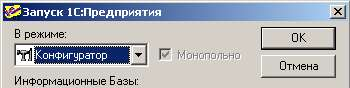 Запуск 1С:Предприятия
В режиме:
Конфигуратор
Монопольно
OK
Отмена
Информационные Базы: